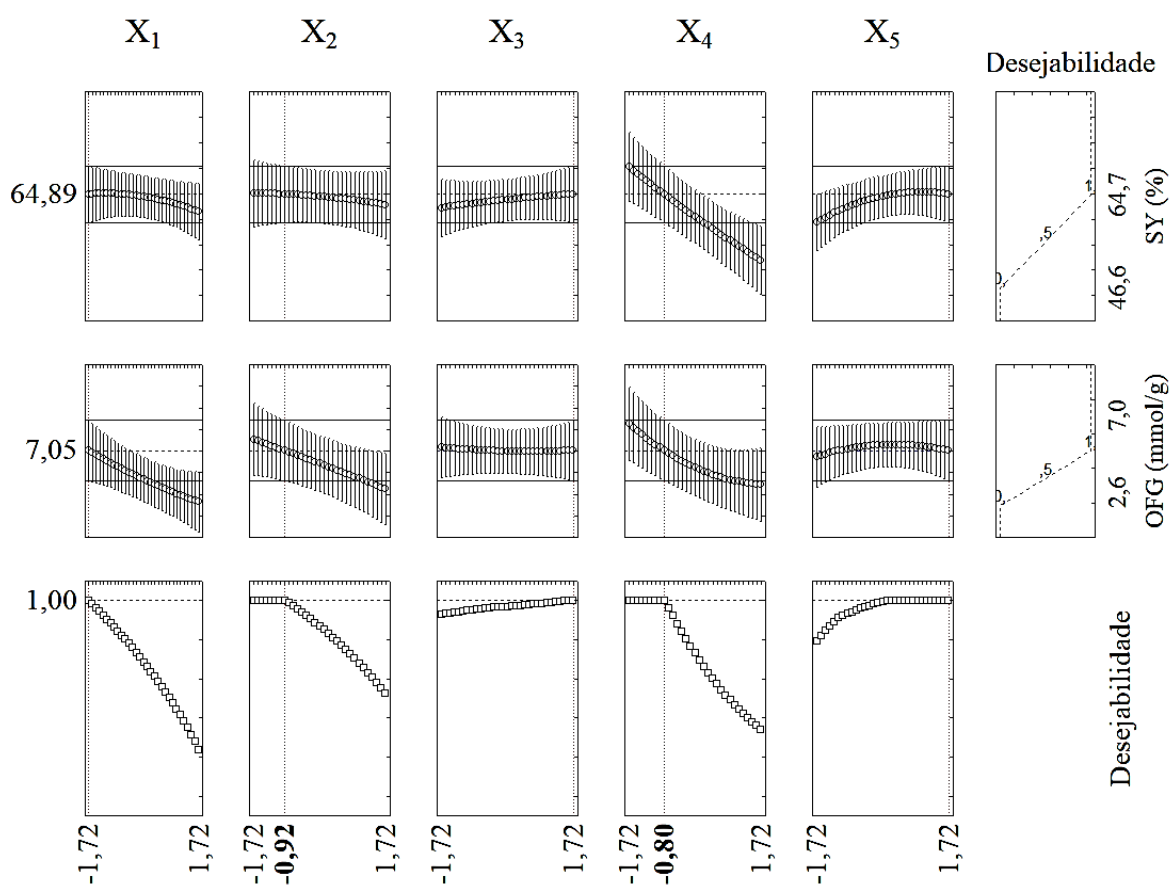 X₁ X₂ X₃ X₄ X₅
Desejabilidade
64,89
1,
,5
0,
64,7
46,6
SY (%)
7,05
1,
,5
0,
7,0
2,6
OFG (mmol/g)
1,00
Desejabilidade
-1,72 1,72 -1,72 -0,92 1,72 -1,72 -0,80 1,72 -1,72 1,72